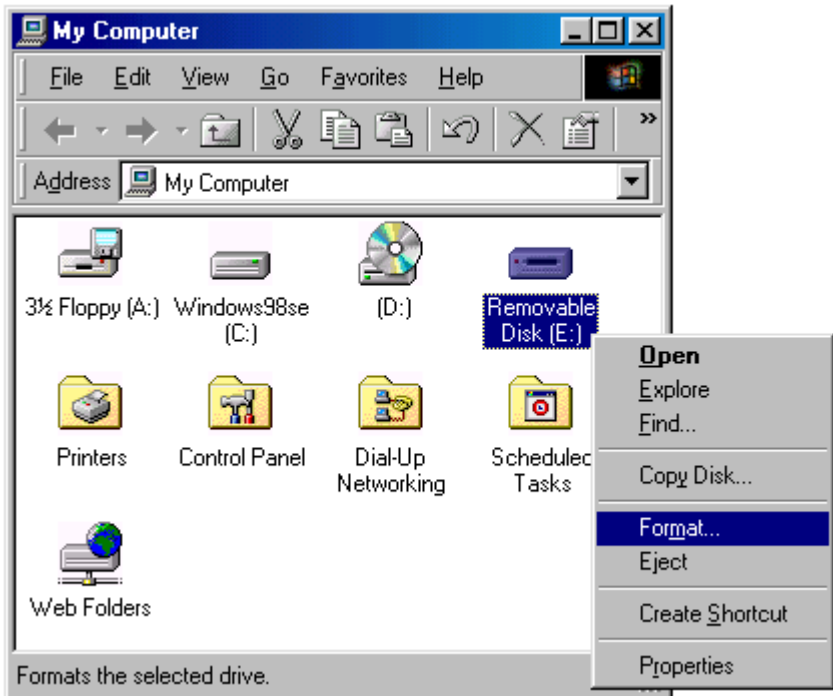 My Computer
File Edit View Go Favorites Help
»
Address My Computer
3½ Floppy (A:) Windows98se (C:) (D:) Removable Disk (E:)
Printers Control Panel Dial-Up Networking Scheduled Tasks
Web Folders
Open
Explore
Find...
Copy Disk...
Format...
Eject
Create Shortcut
Properties
Formats the selected drive.